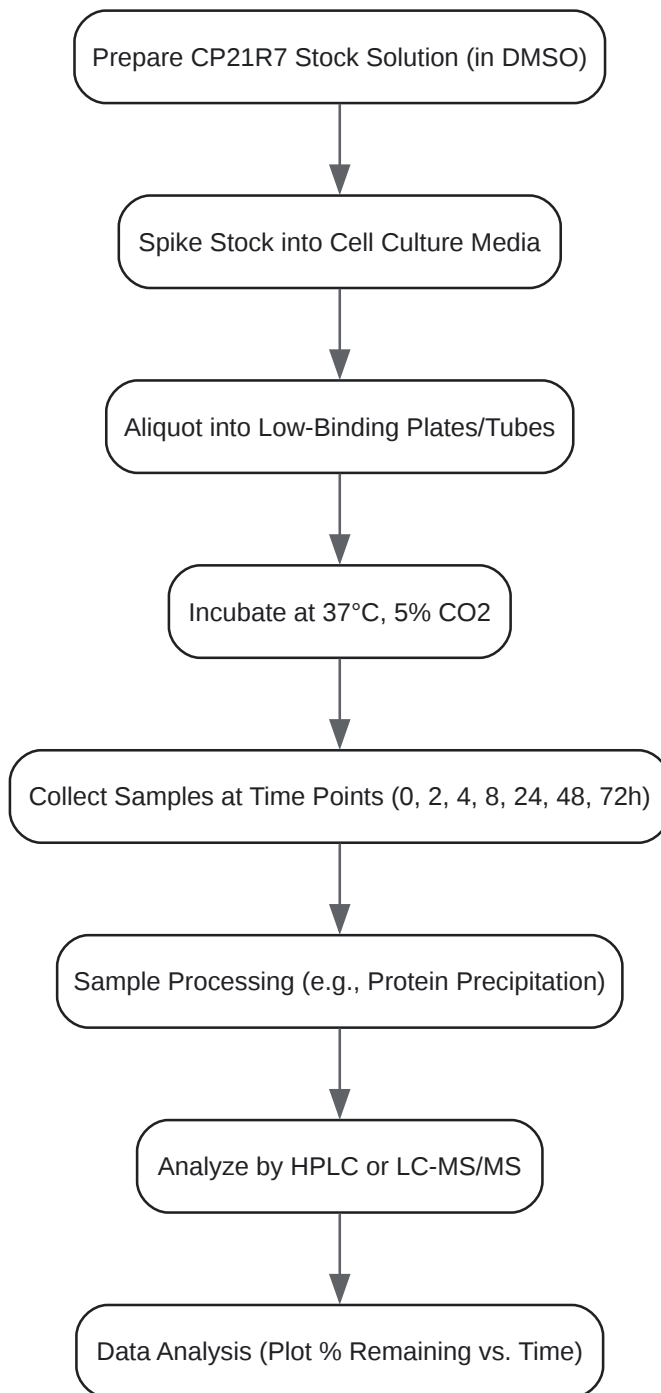 Prepare CP21R7 Stock Solution (in DMSO)
Spike Stock into Cell Culture Media
Aliquot into Low-Binding Plates/Tubes
Incubate at 37°C, 5% CO2
Collect Samples at Time Points (0, 2, 4, 8, 24, 48, 72h)
Sample Processing (e.g., Protein Precipitation)
Analyze by HPLC or LC-MS/MS
Data Analysis (Plot % Remaining vs. Time)